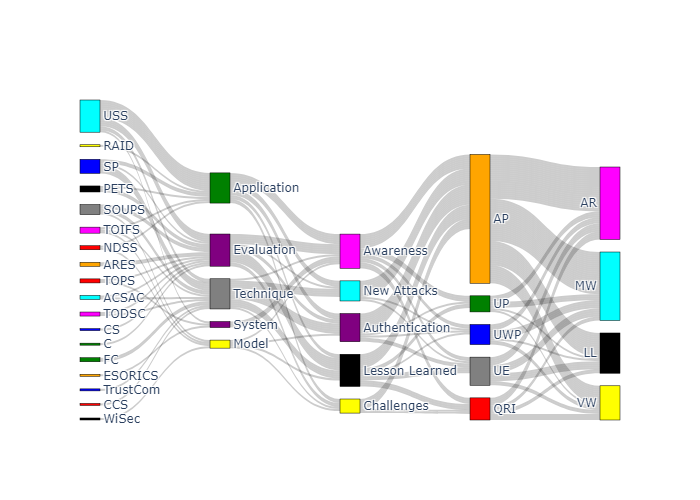 USS
RAID
SP
PETS
SOUPS
TOIFS
NDSS
ARES
TOPS
ACSAC
TODSC
CS
C
FC
ESORICS
TrustCom
CCS
WiSec
Application
Evaluation
Technique
System
Model
Awareness
New Attacks
Authentication
Lesson Learned
Challenges
AP
UP
UWP
UE
QRI
AR
MW
LL
VW